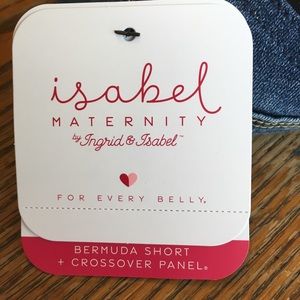 isabel
MATERNITY
by Ingrid & Isabel™
FOR EVERY BELLY®
BERMUDA SHORT
+ CROSSOVER PANEL®